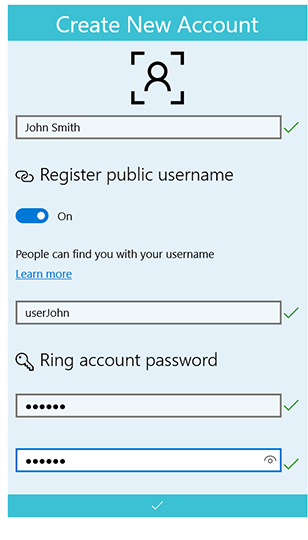 Create New Account
John Smith
Register public username
On
People can find you with your username
Learn more
userJohn
Ring account password
●●●●●●
●●●●●●